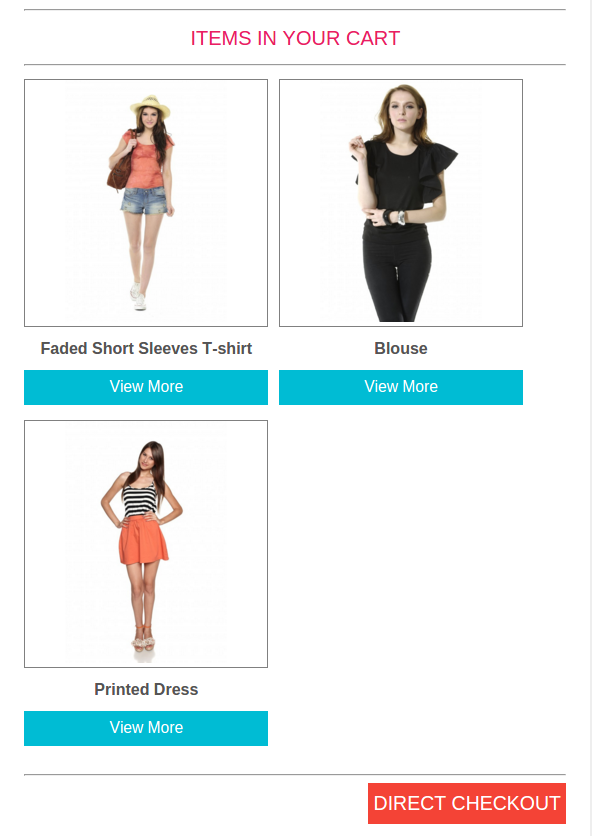 ITEMS IN YOUR CART
Faded Short Sleeves T-shirt
Blouse
View More
View More
Printed Dress
View More
DIRECT CHECKOUT